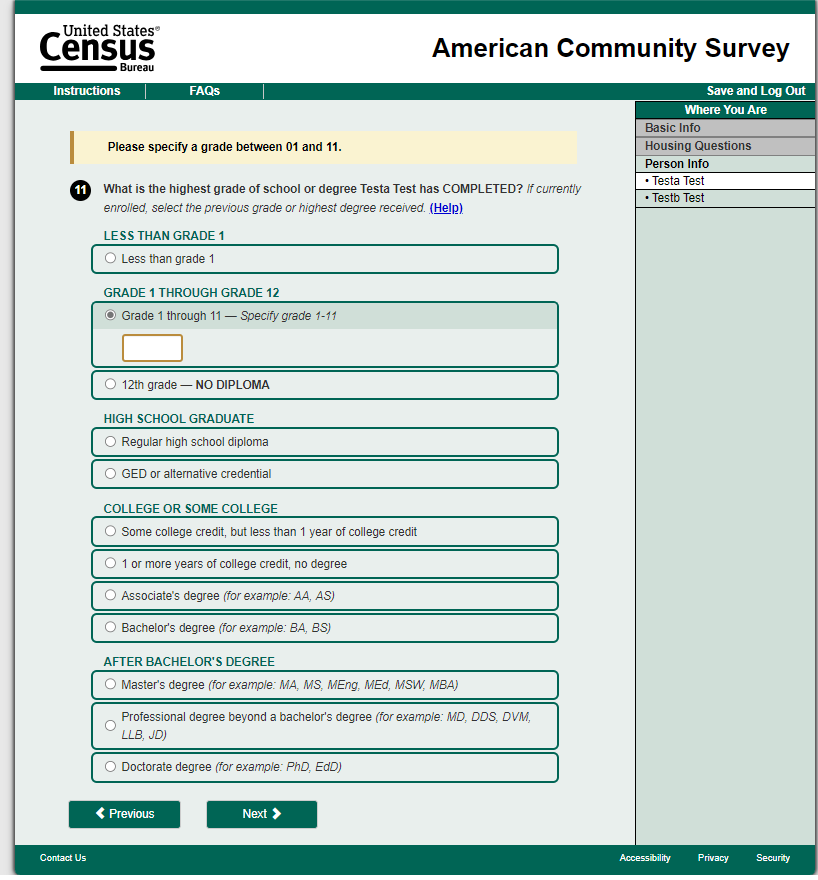 United States®
Census
Bureau
American Community Survey
Instructions
FAQs
Save and Log Out
Where You Are
Basic Info
Housing Questions
Person Info
• Testa Test
• Testb Test
Please specify a grade between 01 and 11.
11 What is the highest grade of school or degree Testa Test has COMPLETED? If currently
enrolled, select the previous grade or highest degree received. (Help)
LESS THAN GRADE 1
Less than grade 1
GRADE 1 THROUGH GRADE 12
Grade 1 through 11 — Specify grade 1-11
12th grade — NO DIPLOMA
HIGH SCHOOL GRADUATE
Regular high school diploma
GED or alternative credential
COLLEGE OR SOME COLLEGE
Some college credit, but less than 1 year of college credit
1 or more years of college credit, no degree
Associate's degree (for example: AA, AS)
Bachelor's degree (for example: BA, BS)
AFTER BACHELOR'S DEGREE
Master's degree (for example: MA, MS, MEng, MEd, MSW, MBA)
Professional degree beyond a bachelor's degree (for example: MD, DDS, DVM,
LLB, JD)
Doctorate degree (for example: PhD, EdD)
Previous
Next
Contact Us
Accessibility
Privacy
Security